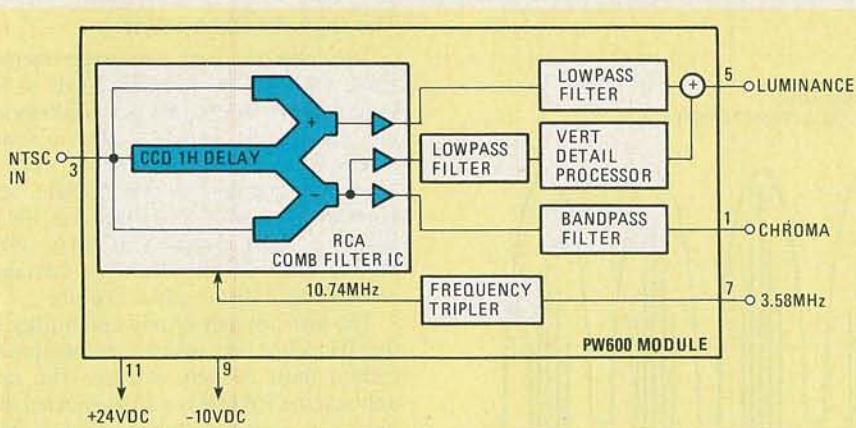 LOWPASS
FILTER
5
LUMINANCE
+
+
CCD 1H DELAY
NTSC
IN
3
LOWPASS
FILTER
VERT
DETAIL
PROCESSOR
−
RCA
COMB FILTER IC
BANDPASS
FILTER
1
CHROMA
10.74MHz
FREQUENCY
TRIPLER
7
3.58MHz
PW600 MODULE
11
9
+24VDC
-10VDC